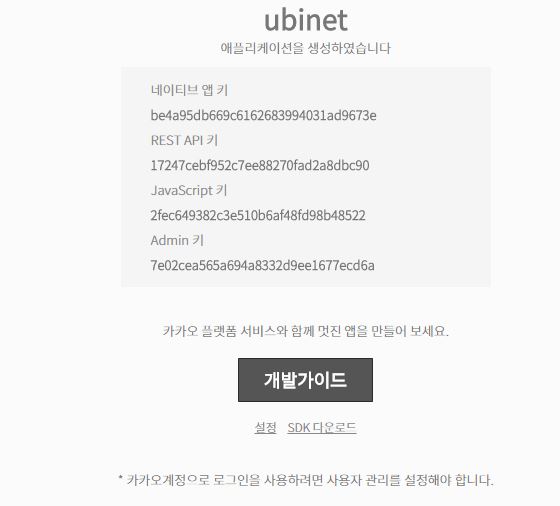 ubinet
애플리케이션을 생성하였습니다
네이티브 앱 키
be4a95db669c6162683994031ad9673e
REST API 키
17247cebf952c7ee88270fad2a8dbc90
JavaScript 키
2fec649382c3e510b6af48fd98b48522
Admin 키
7e02cea565a694a8332d9ee1677ecd6a
카카오 플랫폼 서비스와 함께 멋진 앱을 만들어 보세요.
개발가이드
설정 SDK 다운로드
* 카카오계정으로 로그인을 사용하려면 사용자 관리를 설정해야 합니다.